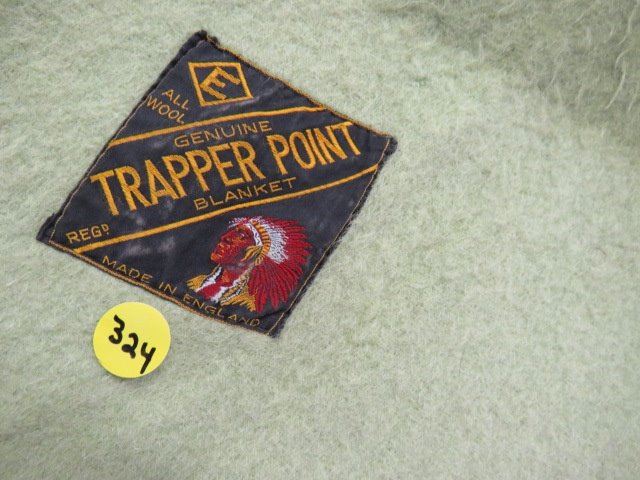 E
ALL
WOOL
GENUINE
TRAPPER POINT
BLANKET
REGᴰ
MADE IN ENGLAND
324